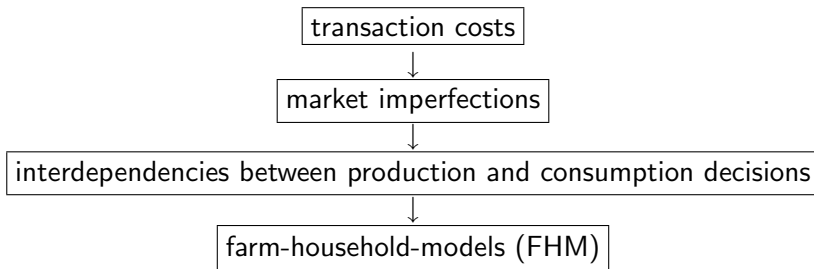 transaction costs
market imperfections
interdependencies between production and consumption decisions
farm-household-models (FHM)